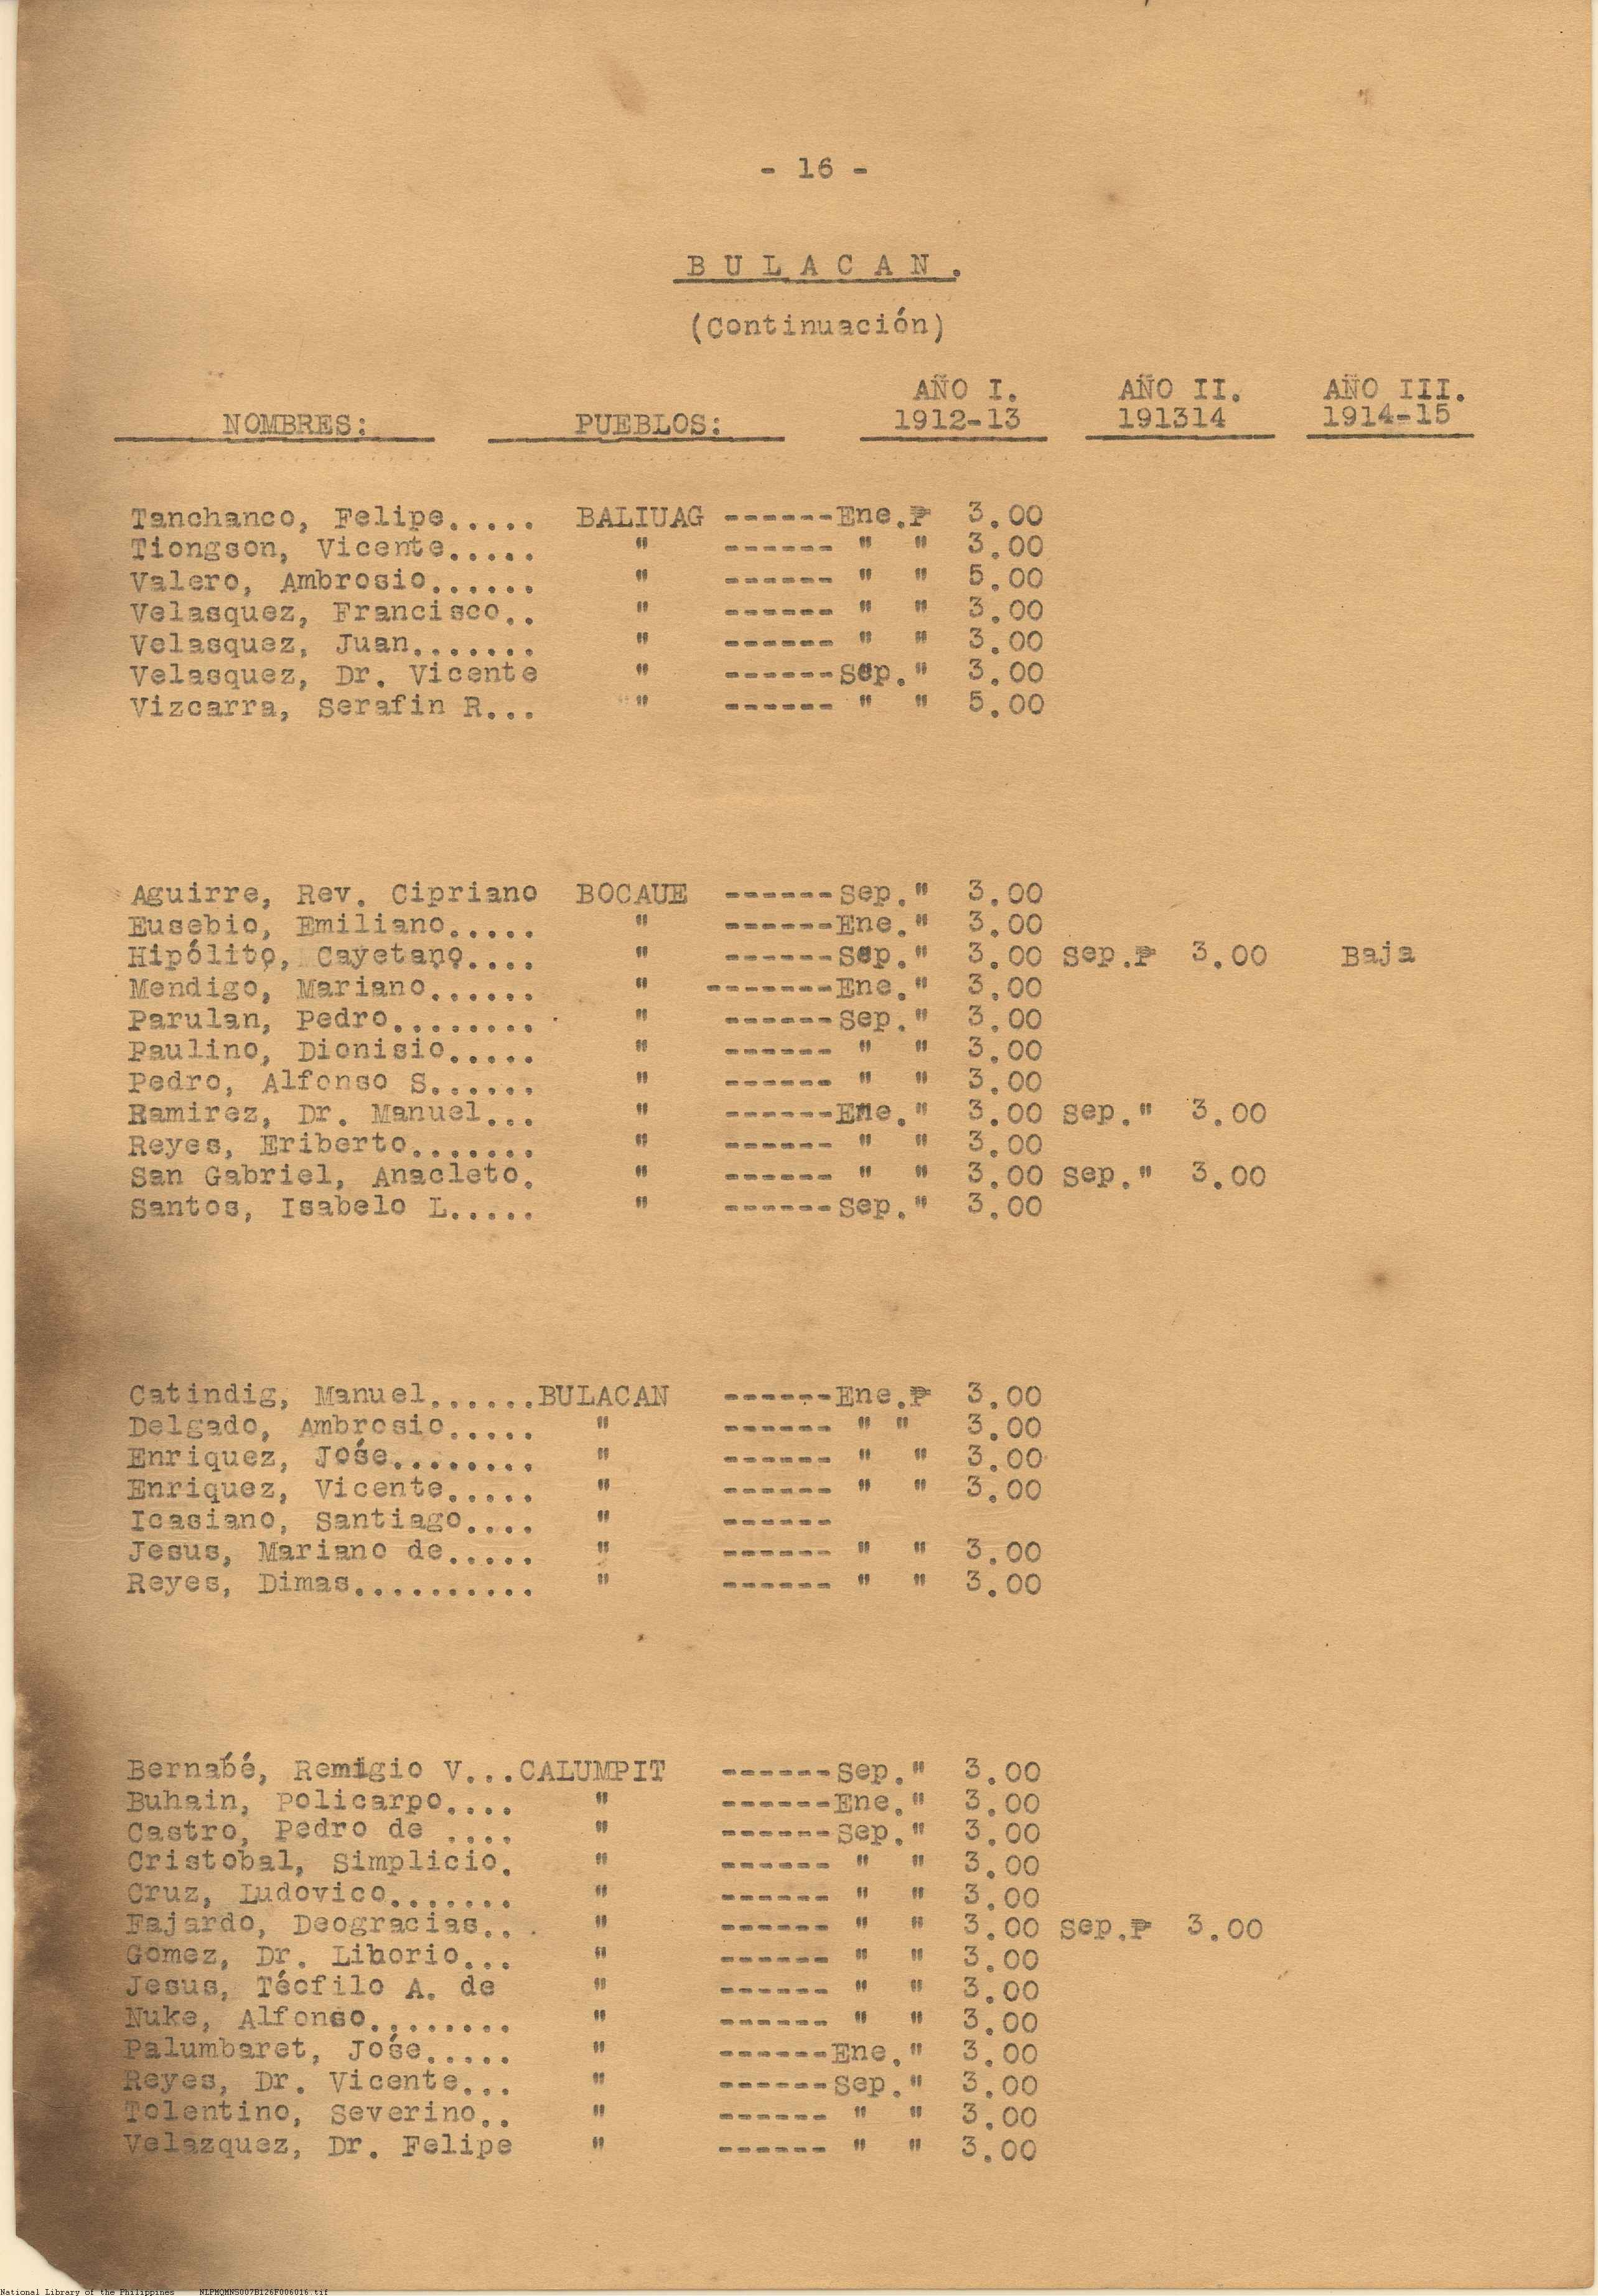 - 16 -
BULACAN.
(Continuación)
AÑO I. AÑO II. AÑO III.
NOMBRES: PUEBLOS: 1912-13 191314 1914-15
Tanchanco, Felipe..... BALIUAG ------Ene.₱ 3.00
Tiongson, Vicente..... " ------ " " 3.00
Valero, Ambrosio...... " ------ " " 5.00
Velasquez, Francisco.. " ------ " " 3.00
Velasquez, Juan....... " ------ " " 3.00
Velasquez, Dr. Vicente " ------Sep." 3.00
Vizcarra, Serafin R... " ------ " " 5.00
Aguirre, Rev. Cipriano BOCAUE ------Sep." 3.00
Eusebio, Emiliano..... " ------Ene." 3.00
Hipólito, Cayetano.... " ------Sep." 3.00 Sep.₱ 3.00 Baja
Mendigo, Mariano...... " -------Ene." 3.00
Parulan, Pedro........ " ------Sep." 3.00
Paulino, Dionisio..... " ------ " " 3.00
Pedro, Alfonso S...... " ------ " " 3.00
Ramirez, Dr. Manuel... " ------Ene." 3.00 Sep." 3.00
Reyes, Eriberto....... " ------ " " 3.00
San Gabriel, Anacleto. " ------ " " 3.00 Sep." 3.00
Santos, Isabelo L..... " ------Sep." 3.00
Catindig, Manuel......BULACAN ------Ene.₱ 3.00
Delgado, Ambrosio..... " ------ " " 3.00
Enriquez, José........ " ------ " " 3.00
Enriquez, Vicente..... " ------ " " 3.00
Icasiano, Santiago.... " ------
Jesus, Mariano de..... " ------ " " 3.00
Reyes, Dimas.......... " ------ " " 3.00
Bernabé, Remigio V...CALUMPIT ------Sep." 3.00
Buhain, Policarpo.... " ------Ene." 3.00
Castro, Pedro de .... " ------Sep." 3.00
Cristobal, Simplicio. " ------ " " 3.00
Cruz, Ludovico....... " ------ " " 3.00
Fajardo, Deogracias.. . " ------ " " 3.00 Sep.₱ 3.00
Gomez, Dr. Liborio... " ------ " " 3.00
Jesus, Téofilo A. de " ------ " " 3.00
Nuke, Alfonso........ " ------ " " 3.00
Palumbaret, José..... " ------Ene." 3.00
Reyes, Dr. Vicente... " ------Sep." 3.00
Tolentino, Severino.. " ------ " " 3.00
Velazquez, Dr. Felipe " ------ " " 3.00
National Library of the Philippines NLPMQMNS007B126F006016.tif